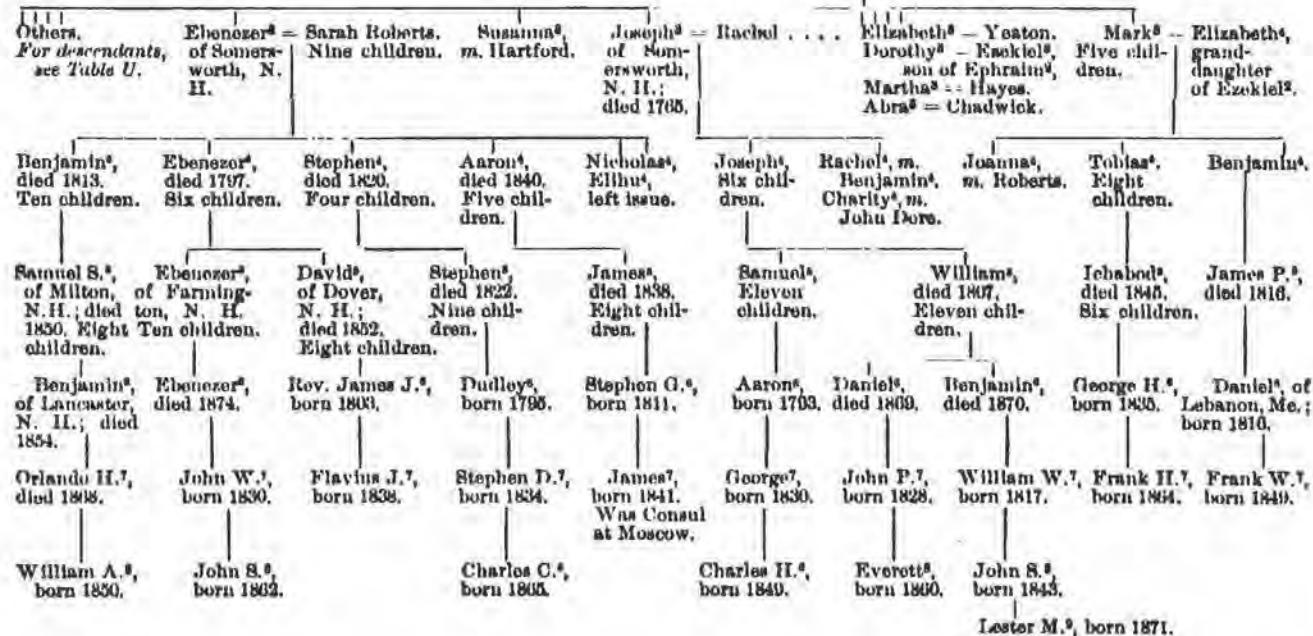 Others.
For descendants,
see Table U.
Ebenezer³ = Sarah Roberts.
of Somers- Nine children.
worth, N.
H.
Susanna³,
m. Hartford.
Joseph³ = Rachel . . . .
of Som-
ersworth,
N. H.;
died 1765.
Elizabeth³ = Yeaton.
Dorothy³ = Ezekiel³,
son of Ephraim²,
Martha³ = Hayes.
Abra³ = Chadwick.
Mark³ = Elizabeth⁴,
Five chil- grand-
dren. daughter
of Ezekiel².
Benjamin⁴,
died 1813.
Ten children.
Ebenezer⁴,
died 1797.
Six children.
Stephen⁴,
died 1820.
Four children.
Aaron⁴,
died 1840.
Five chil-
dren.
Nicholas⁴,
Elihu⁴,
left issue.
Joseph⁴,
Six chil-
dren.
Rachel⁴, m.
Benjamin⁴.
Charity⁴, m.
John Dore.
Joanna⁴,
m. Roberts.
Tobias⁴.
Eight
children.
Benjamin⁴.
Samuel S.⁵,
of Milton,
N.H.; died
1850. Eight
children.
Ebenezer⁵,
of Farming-
ton, N. H.
Ten children.
David⁵,
of Dover,
N. H.;
died 1852.
Eight children.
Stephen⁵,
died 1822.
Nine chil-
dren.
James⁵,
died 1838.
Eight chil-
dren.
Samuel⁵,
Eleven
children.
William⁵,
died 1867.
Eleven chil-
dren.
Ichabod⁵,
died 1845.
Six children.
James P.⁵,
died 1816.
Benjamin⁶,
of Lancaster,
N. H.; died
1854.
Ebenezer⁶,
died 1874.
Rev. James J.⁶,
born 1803.
Dudley⁶,
born 1795.
Stephen G.⁶,
born 1811.
Aaron⁶,
born 1793.
Daniel⁶,
died 1869.
Benjamin⁶,
died 1870.
George H.⁶,
born 1835.
Daniel⁶, of
Lebanon, Me.;
born 1816.
Orlando H.⁷,
died 1868.
John W.⁷,
born 1830.
Flavius J.⁷,
born 1838.
Stephen D.⁷,
born 1834.
James⁷,
born 1841.
Was Consul
at Moscow.
George⁷,
born 1830.
John P.⁷,
born 1828.
William W.⁷,
born 1817.
Frank H.⁷,
born 1864.
Frank W.⁷,
born 1849.
William A.⁸,
born 1850.
John S.⁸,
born 1862.
Charles C.⁸,
born 1865.
Charles H.⁸,
born 1849.
Everett⁸,
born 1860.
John S.⁸,
born 1843.
Lester M.⁹, born 1871.